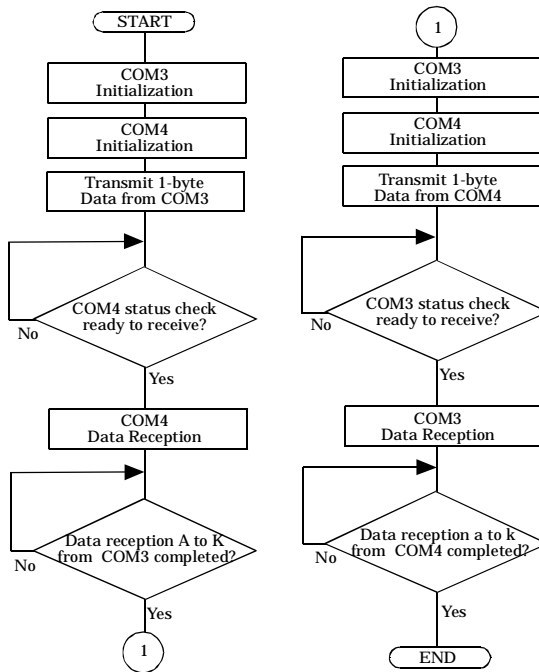 START
COM3
Initialization
COM4
Initialization
Transmit 1-byte
Data from COM3
COM4 status check
ready to receive?
No
Yes
COM4
Data Reception
Data reception A to K
from COM3 completed?
No
Yes
1
1
COM3
Initialization
COM4
Initialization
Transmit 1-byte
Data from COM4
COM3 status check
ready to receive?
No
Yes
COM3
Data Reception
Data reception a to k
from COM4 completed?
No
Yes
END